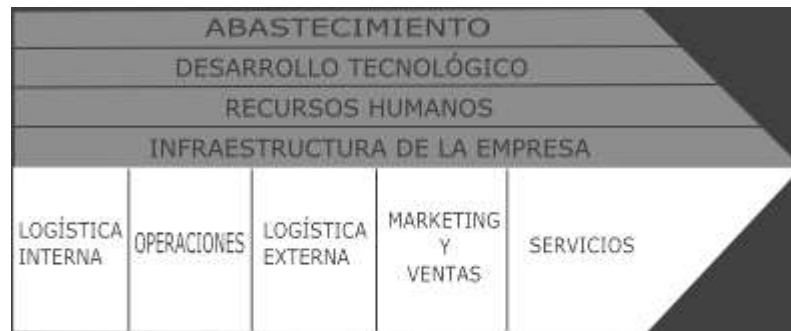 ABASTECIMIENTO
DESARROLLO TECNOLÓGICO
RECURSOS HUMANOS
INFRAESTRUCTURA DE LA EMPRESA
LOGÍSTICA
INTERNA
OPERACIONES
LOGÍSTICA
EXTERNA
MARKETING
Y
VENTAS
SERVICIOS